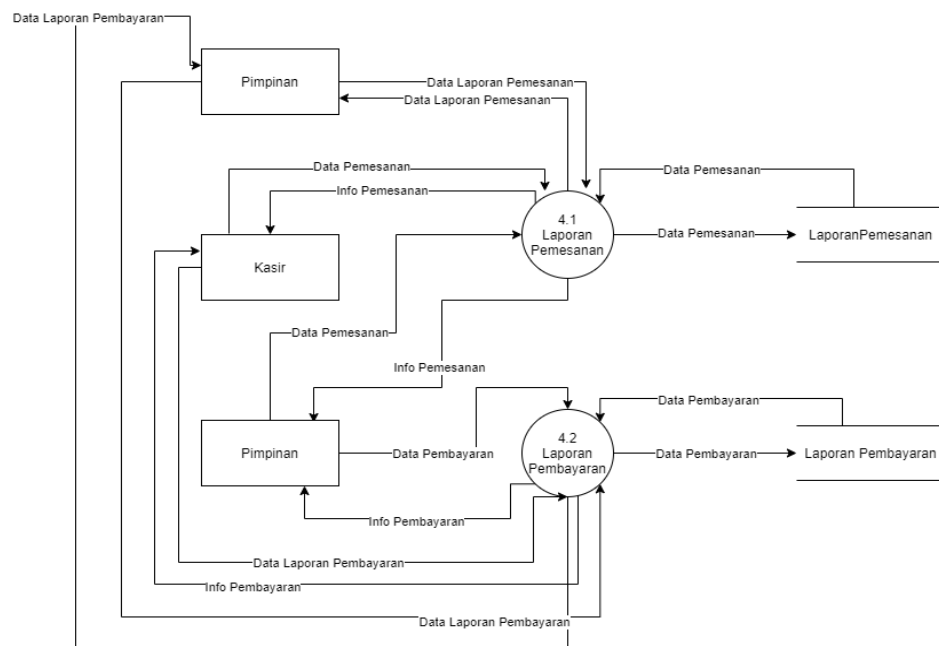 Data Laporan Pembayaran
Pimpinan
Data Laporan Pemesanan
Data Laporan Pemesanan
Data Pemesanan
Info Pemesanan
Data Pemesanan
4.1
Laporan
Pemesanan
Data Pemesanan
LaporanPemesanan
Kasir
Data Pemesanan
Info Pemesanan
Data Pembayaran
4.2
Laporan
Pembayaran
Pimpinan
Data Pembayaran
Data Pembayaran
Laporan Pembayaran
Info Pembayaran
Data Laporan Pembayaran
Info Pembayaran
Data Laporan Pembayaran